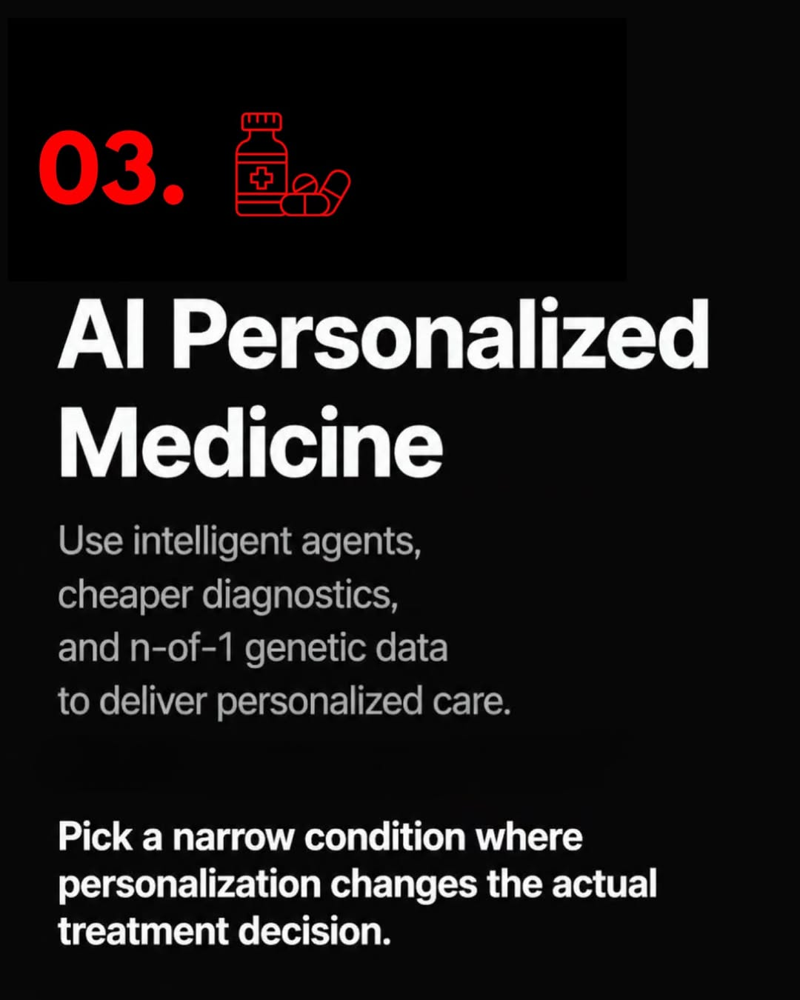 03.
AI Personalized
Medicine
Use intelligent agents,
cheaper diagnostics,
and n-of-1 genetic data
to deliver personalized care.
Pick a narrow condition where
personalization changes the actual
treatment decision.